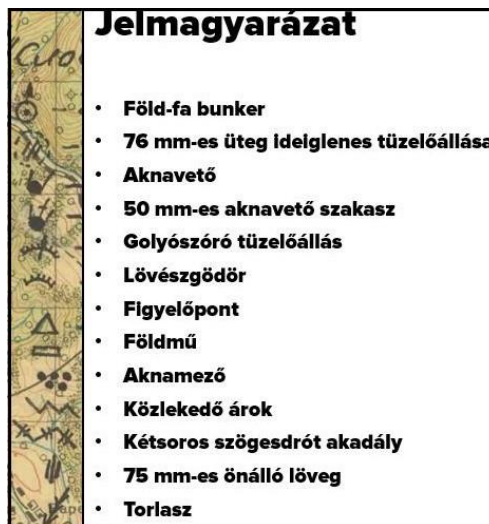 Jelmagyarázat
• Föld-fa bunker
• 76 mm-es üteg ideiglenes tüzelőállása
• Aknavető
• 50 mm-es aknavető szakasz
• Golyószóró tüzelőállás
• Lövészgödör
• Figyelőpont
• Földmű
• Aknamező
• Közlekedő árok
• Kétsoros szögesdrót akadály
• 75 mm-es önálló löveg
• Torlasz